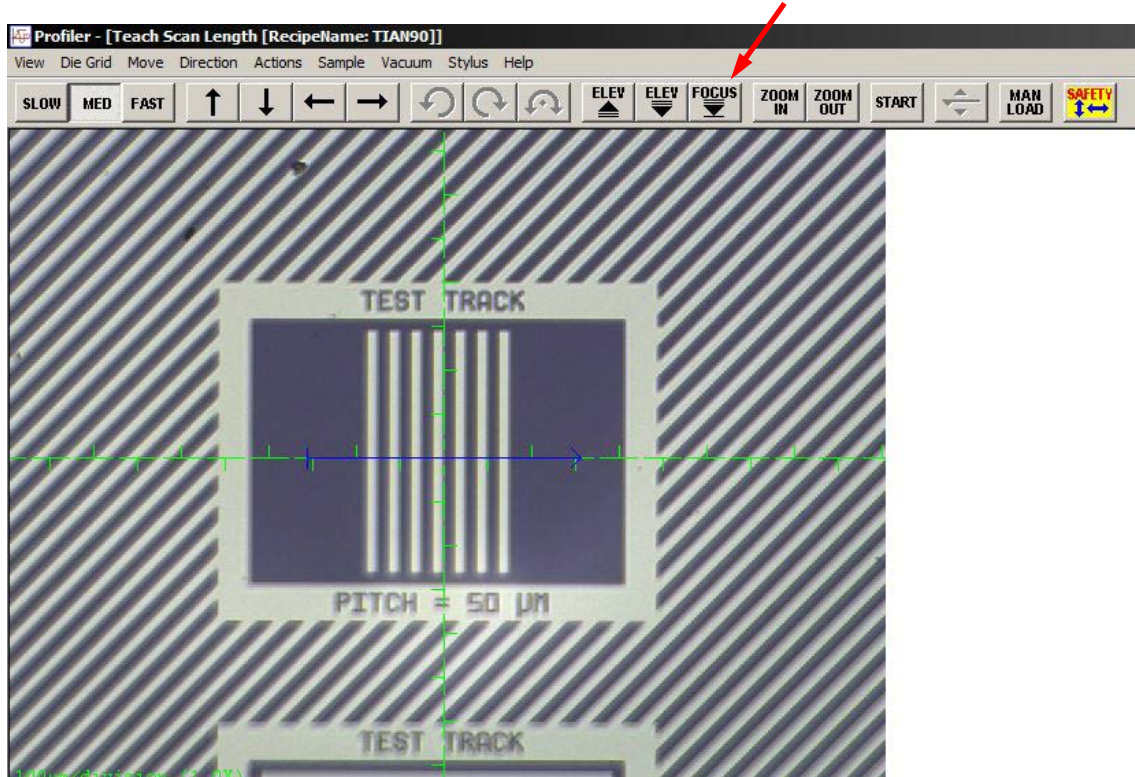 Profiler - [Teach Scan Length [RecipeName: TIAN90]]
View Die Grid Move Direction Actions Sample Vacuum Stylus Help
SLOW MED FAST ELEV ELEV FOCUS ZOOM IN ZOOM OUT START MAN LOAD SAFETY
TEST TRACK
PITCH = 50 µM
TEST TRACK